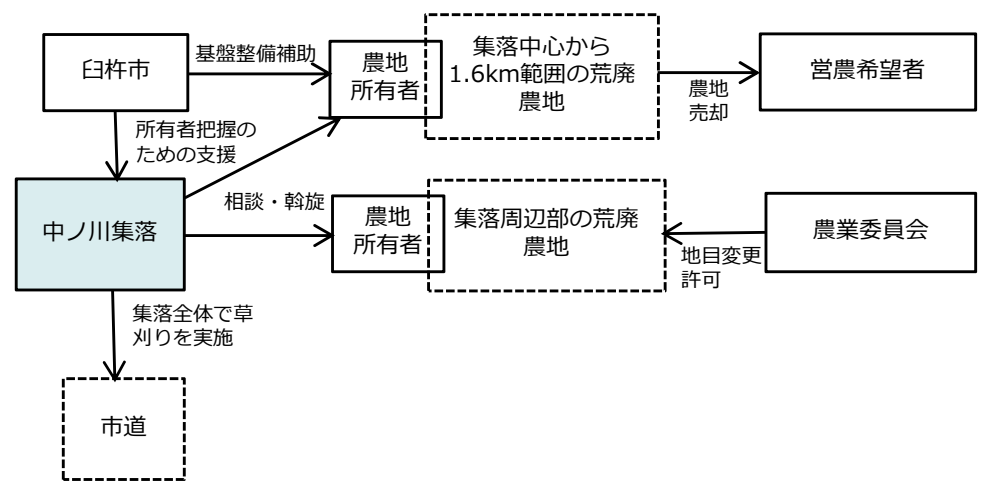 臼杵市
基盤整備補助
農地
所有者
集落中心から
1.6km範囲の荒廃
農地
農地
売却
営農希望者
所有者把握の
ための支援
中ノ川集落
相談・斡旋
農地
所有者
集落周辺部の荒廃
農地
地目変更
許可
農業委員会
集落全体で草
刈りを実施
市道